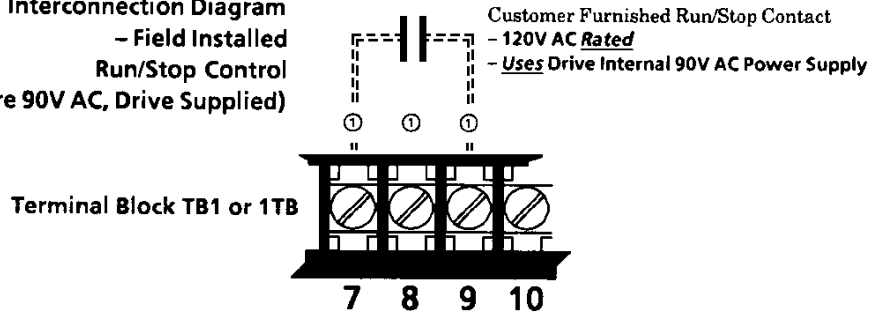 Interconnection Diagram
– Field Installed
Run/Stop Control
90V AC, Drive Supplied)
Customer Furnished Run/Stop Contact
– 120V AC Rated
– Uses Drive Internal 90V AC Power Supply
① ① ①
Terminal Block TB1 or 1TB
7 8 9 10